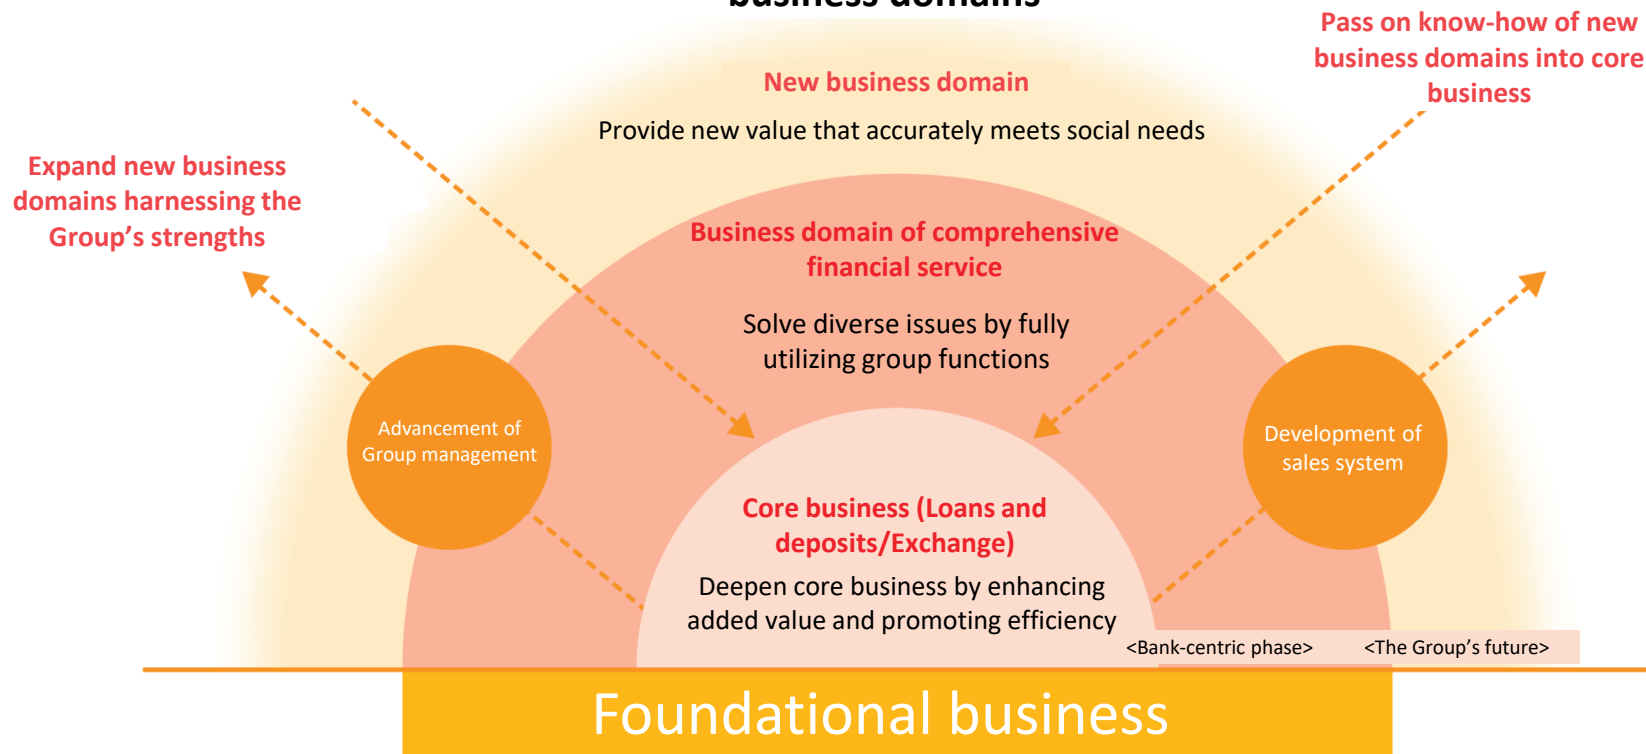 business domains
Pass on know-how of new
business domains into core
business
New business domain
Provide new value that accurately meets social needs
Expand new business
domains harnessing the
Group’s strengths
Business domain of comprehensive
financial service
Solve diverse issues by fully
utilizing group functions
Advancement of
Group management
Development of
sales system
Core business (Loans and
deposits/Exchange)
Deepen core business by enhancing
added value and promoting efficiency
<Bank-centric phase>
<The Group’s future>
Foundational business